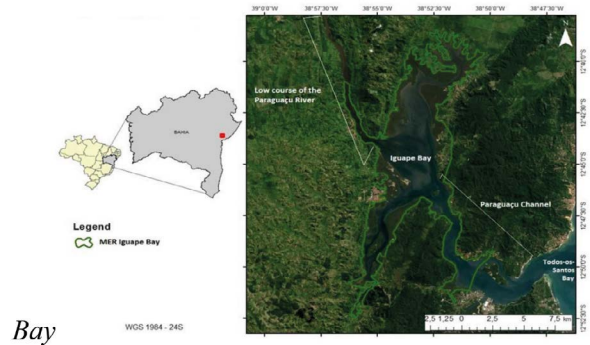 39°0'0"W 38°57'30"W 38°55'0"W 38°52'30"W 38°50'0"W 38°47'30"W
Low course of the
Paraguaçu River
BAHIA
Iguape Bay
Legend
MER Iguape Bay
Paraguaçu Channel
Todos-os-
Santos
Bay
2,5 1,25 0 2,5 5 7,5 km
Bay
WGS 1984 - 24S
N